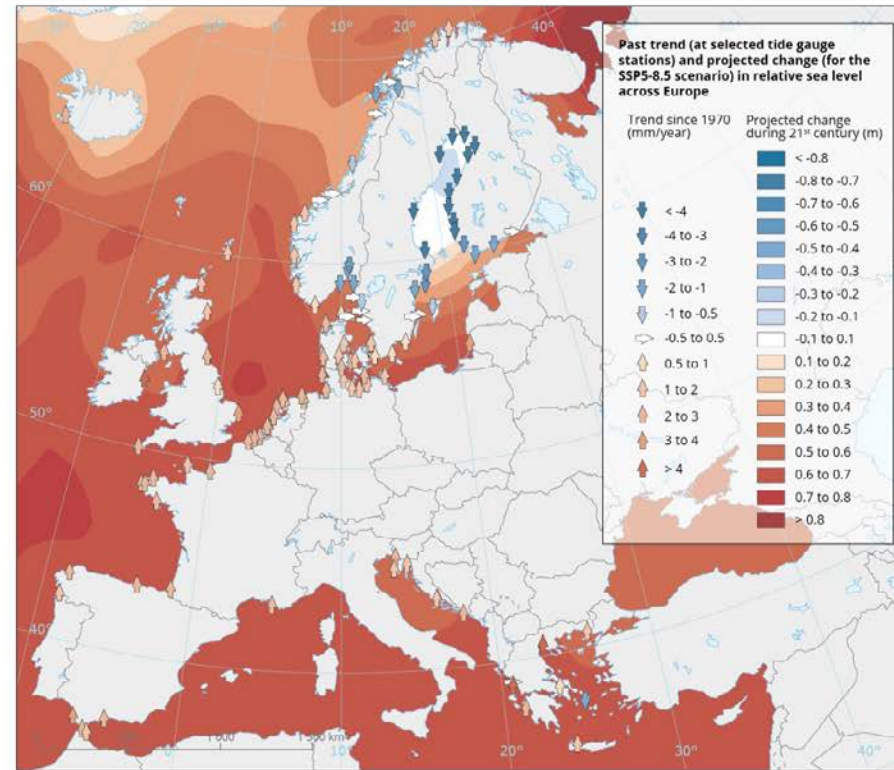 30°
20°
10°
0°
10°
20°
30°
40°
60°
50°
40°
Past trend (at selected tide gauge
stations) and projected change (for the
SSP5-8.5 scenario) in relative sea level
across Europe
Trend since 1970
(mm/year)
< -4
-4 to -3
-3 to -2
-2 to -1
-1 to -0.5
-0.5 to 0.5
0.5 to 1
1 to 2
2 to 3
3 to 4
> 4
Projected change
during 21st century (m)
< -0.8
-0.8 to -0.7
-0.7 to -0.6
-0.6 to -0.5
-0.5 to -0.4
-0.4 to -0.3
-0.3 to -0.2
-0.2 to -0.1
-0.1 to 0.1
0.1 to 0.2
0.2 to 0.3
0.3 to 0.4
0.4 to 0.5
0.5 to 0.6
0.6 to 0.7
0.7 to 0.8
> 0.8
1 500 km
0°
10°
20°
30°
40°